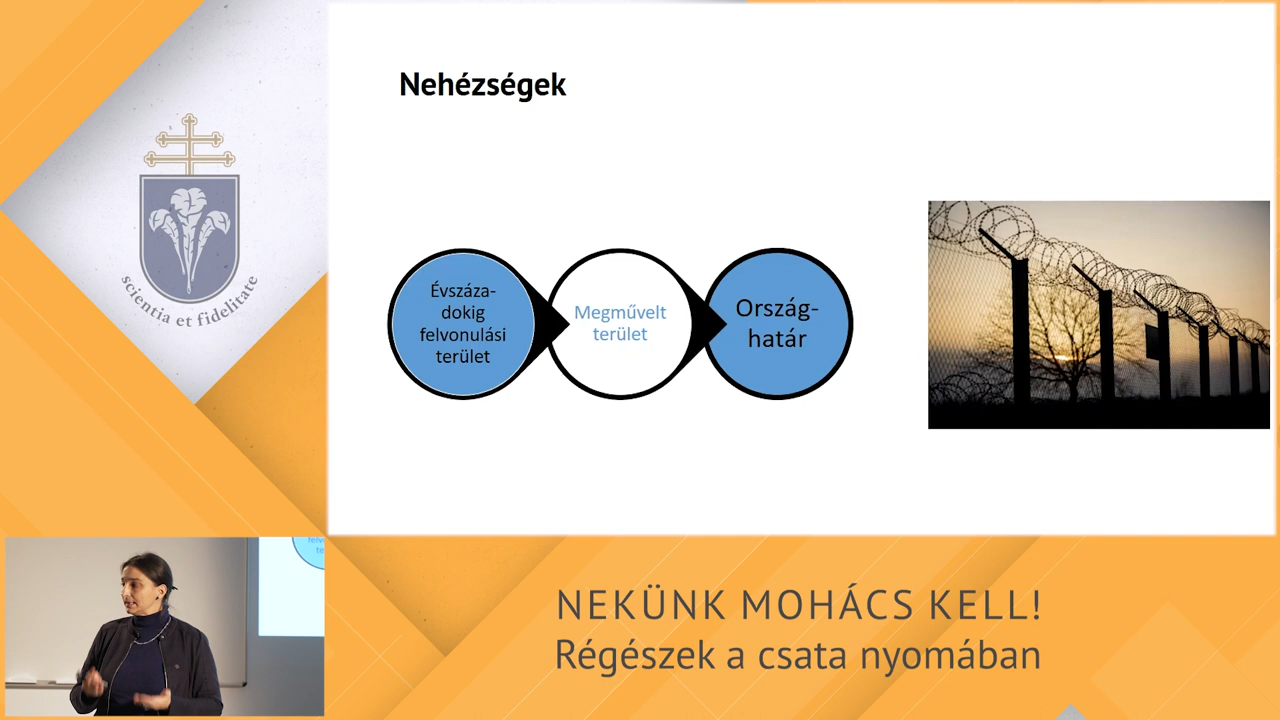 Nehézségek
Évszáza-
dokig
felvonulási
terület
Megművelt
terület
Ország-
határ
scientia et fidelitate
NEKÜNK MOHÁCS KELL!
Régészek a csata nyomában